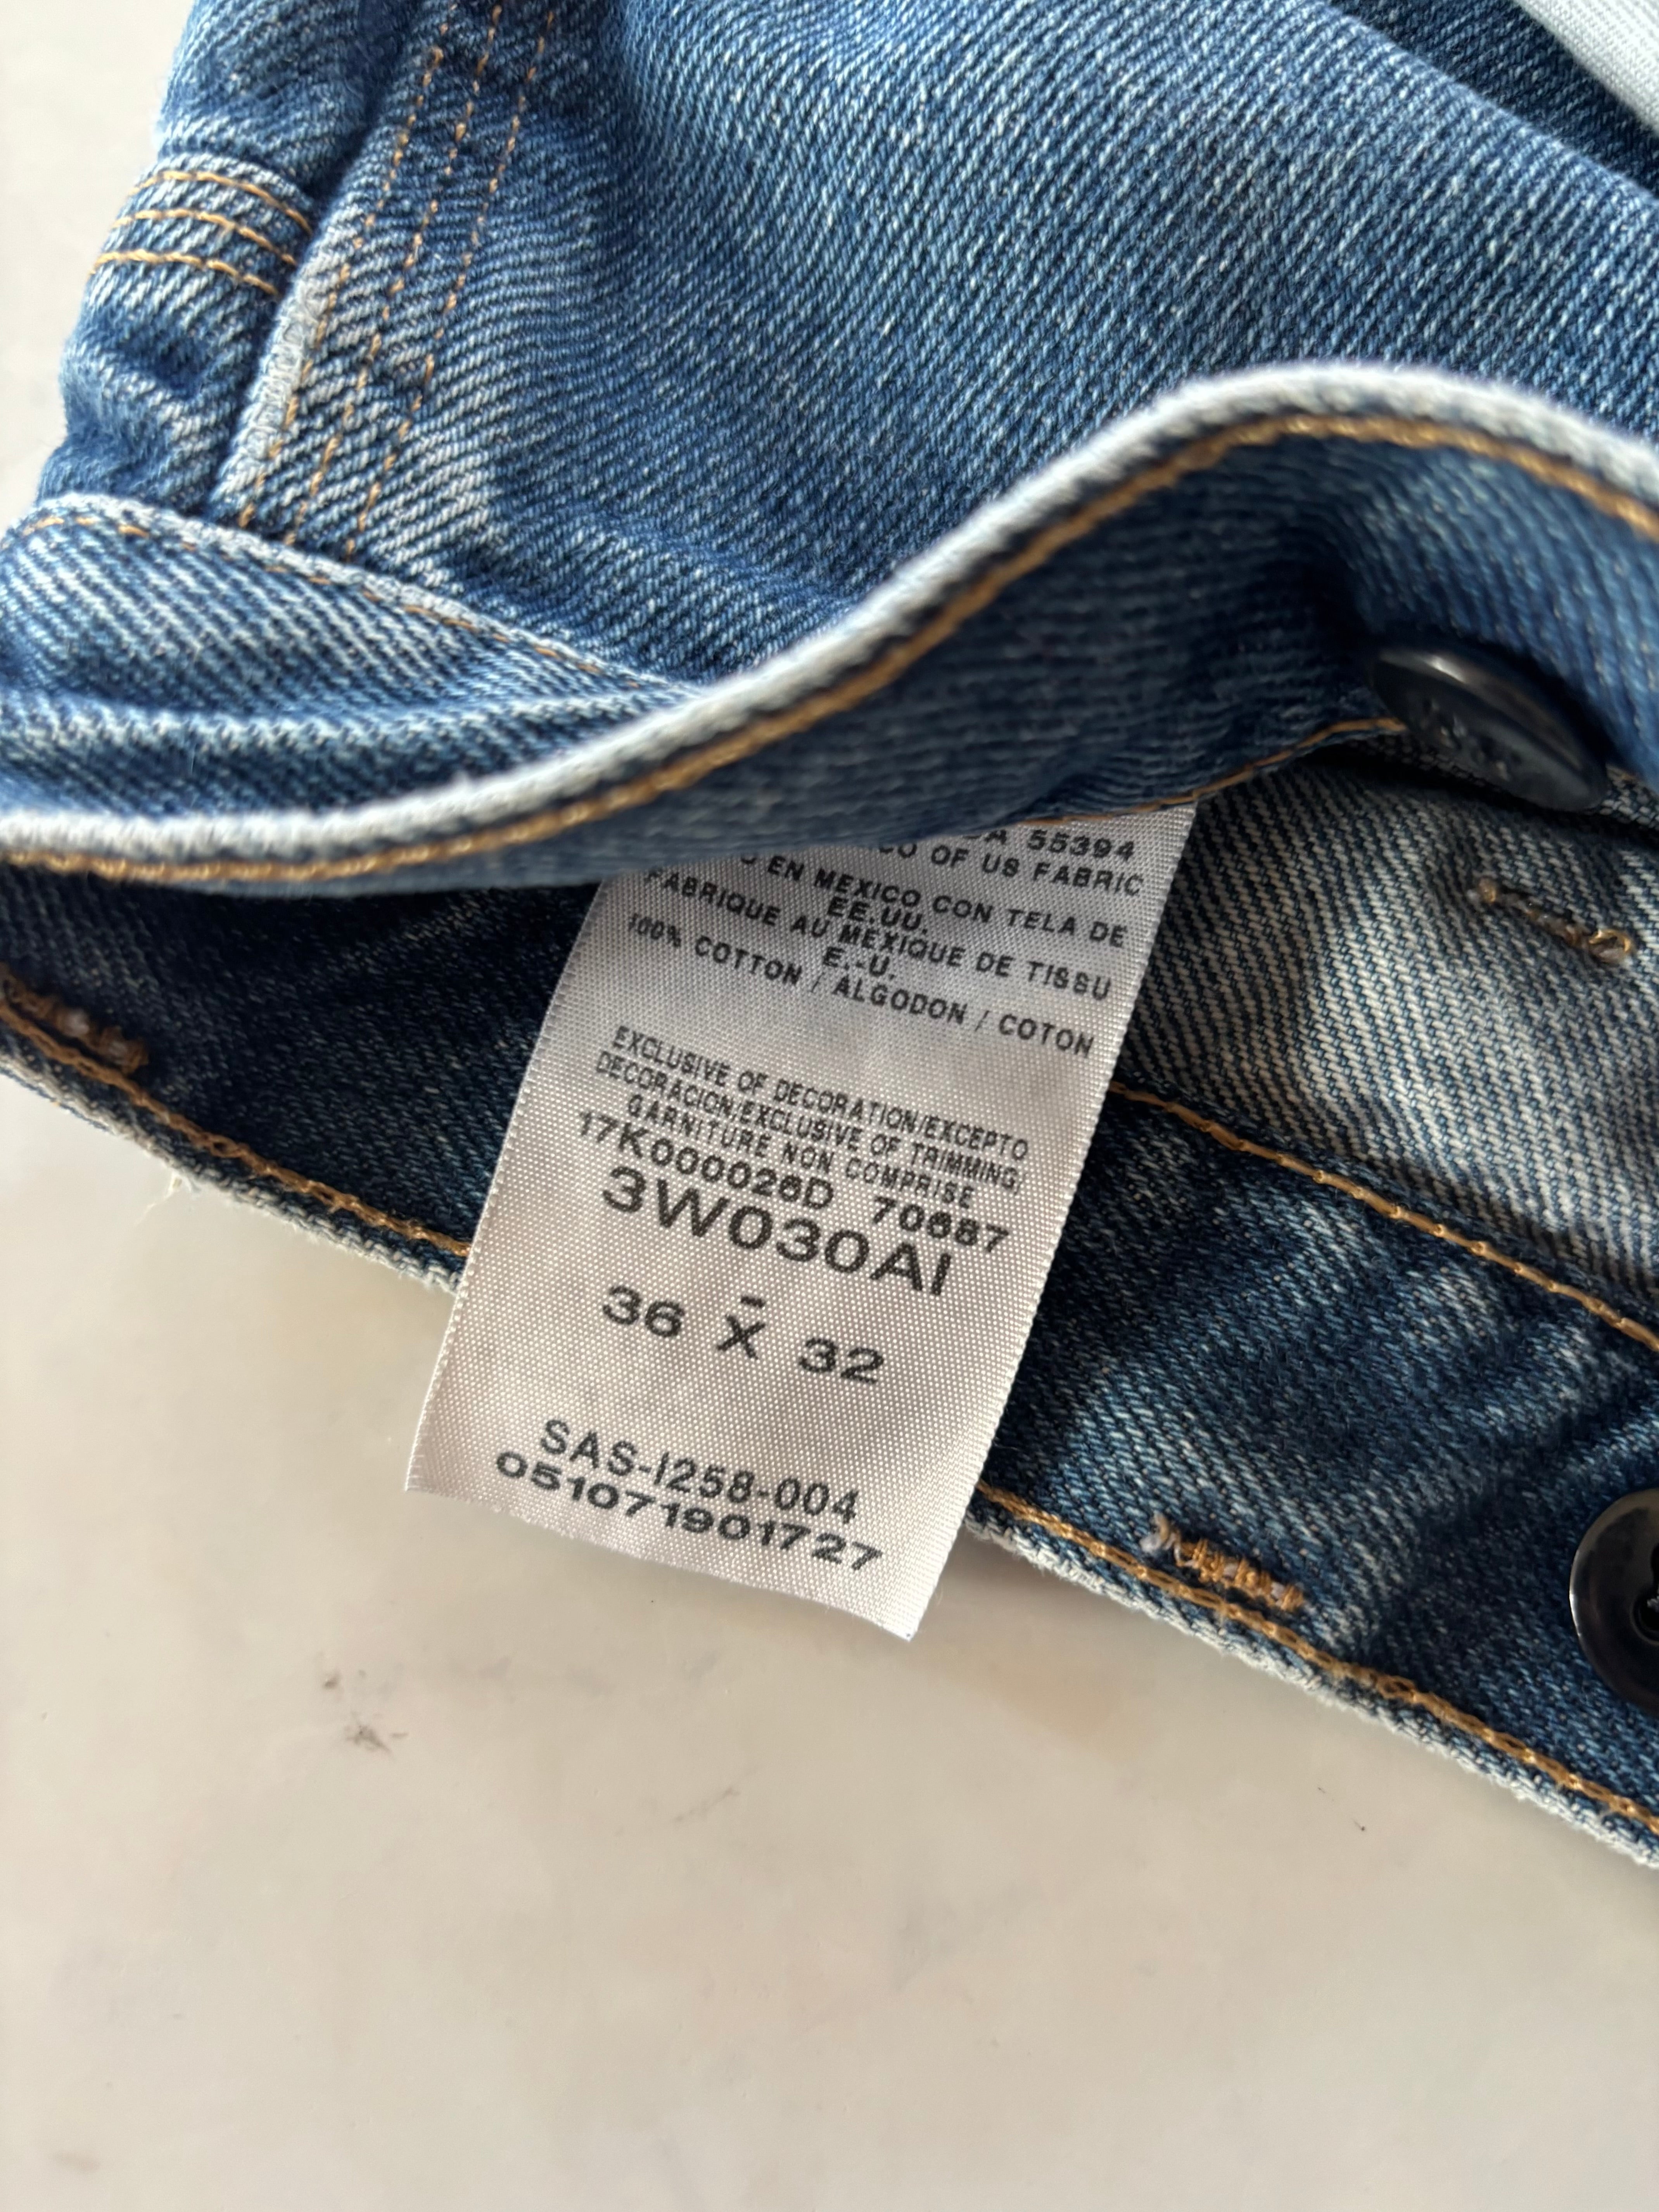 55394
OF US FABRIC
EN MEXICO CON TELA DE
EE.UU.
FABRIQUE AU MEXIQUE DE TISSU
E.-U.
100% COTTON / ALGODON / COTON
EXCLUSIVE OF DECORATION/EXCEPTO
DECORACION/EXCLUSIVE OF TRIMMING/
GARNITURE NON COMPRISE
17K000026D 70687
3W030AI
-
36 X 32
SAS-I258-004
051071901727